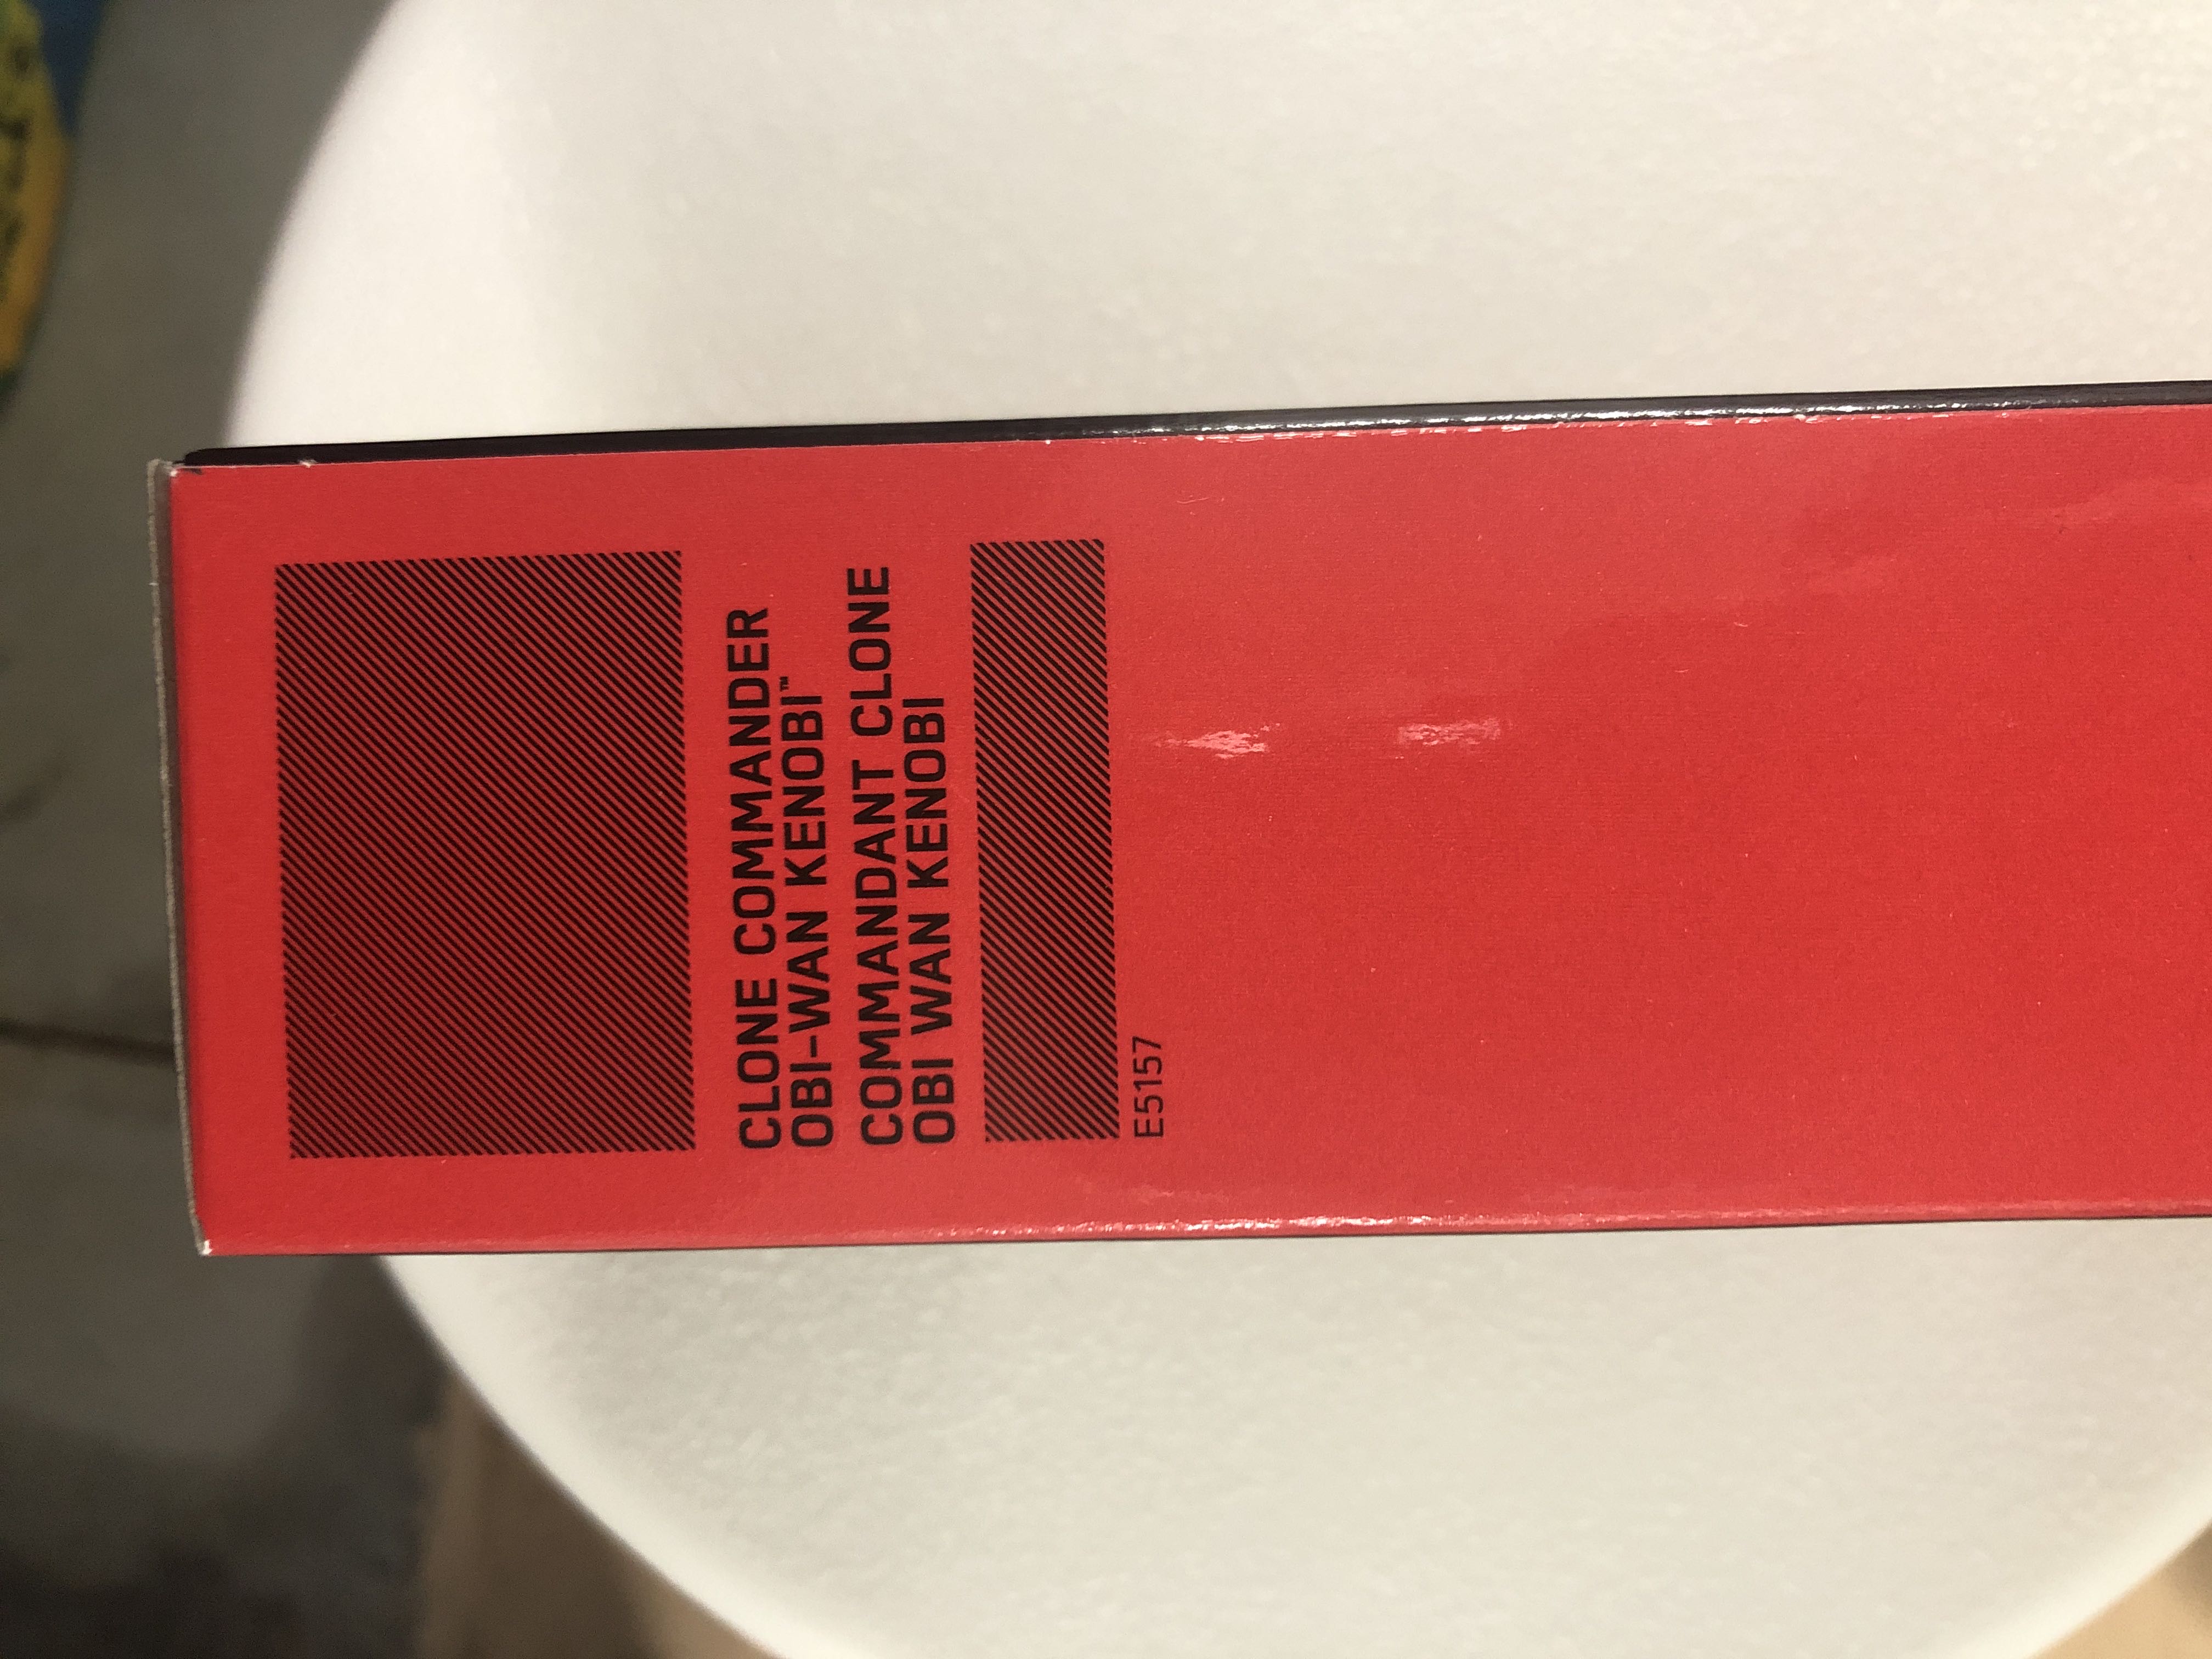 CLONE COMMANDER
OBI-WAN KENOBI™
COMMANDANT CLONE
OBI WAN KENOBI
E5157